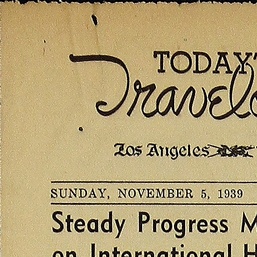 TODAY'
Travel
Los Angeles
SUNDAY, NOVEMBER 5, 1939
Steady Progress M
on International H